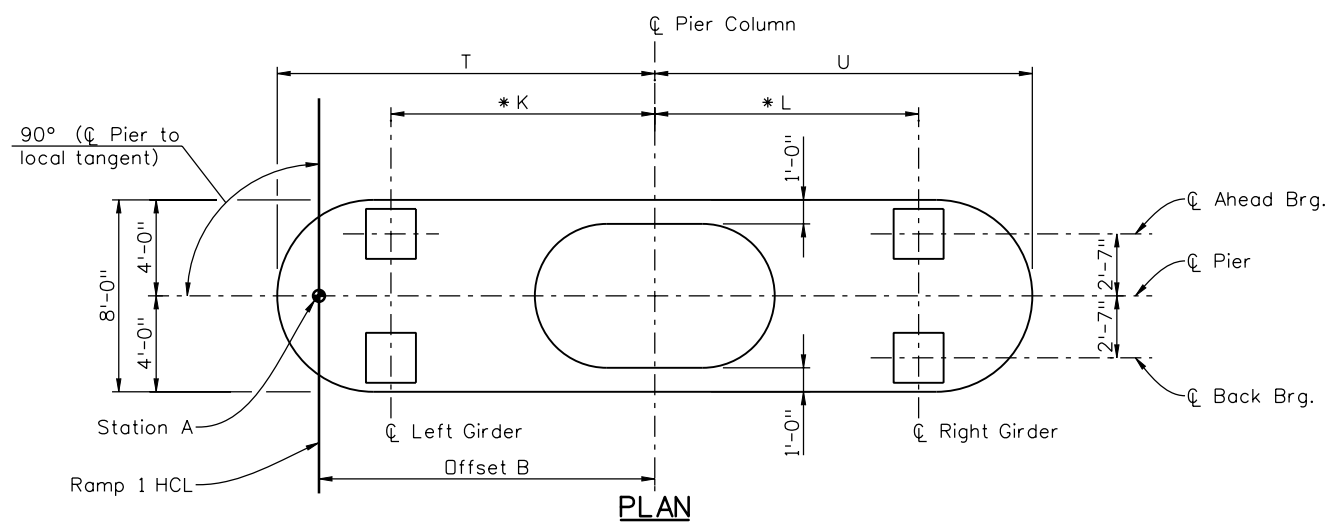 ℄ Pier Column
T
U
* K
* L
90° (℄ Pier to
local tangent)
1'-0"
℄ Ahead Brg.
4'-0"
2'-7"
℄ Pier
8'-0"
4'-0"
2'-7"
℄ Back Brg.
Station A
℄ Left Girder
1'-0"
℄ Right Girder
Offset B
Ramp 1 HCL
PLAN